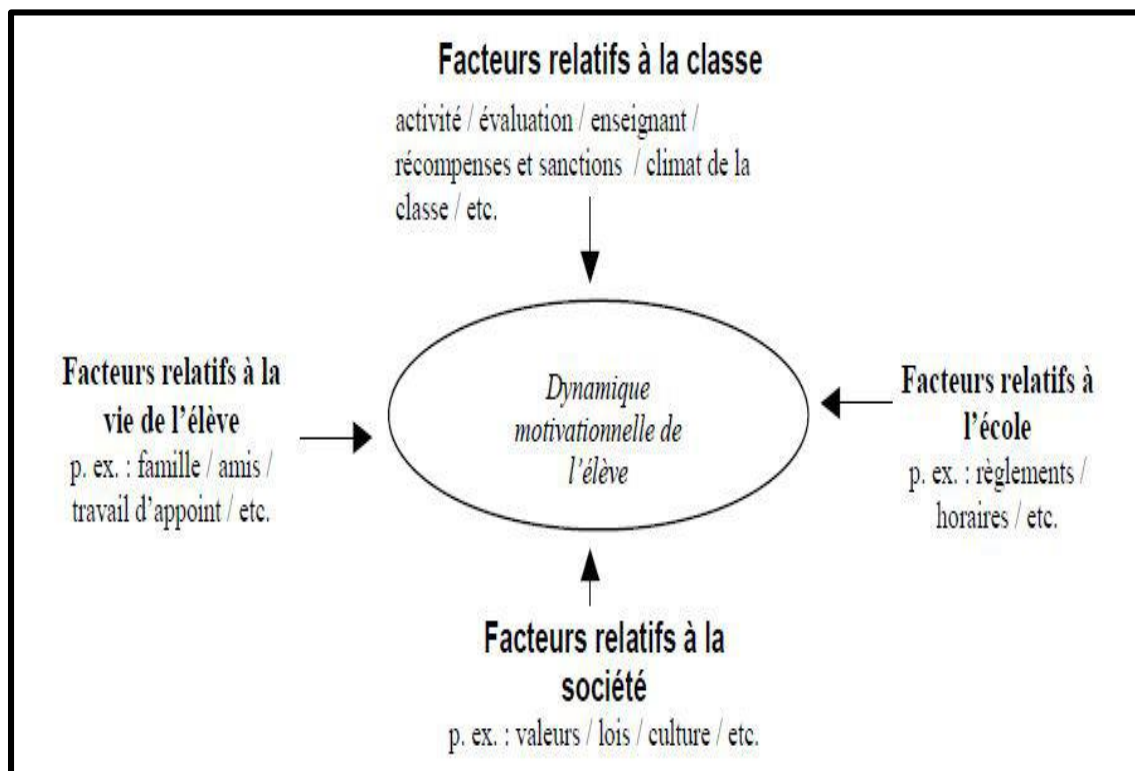 Facteurs relatifs à la classe
activité / évaluation / enseignant /
récompenses et sanctions / climat de la
classe / etc.
Facteurs relatifs à la
vie de l'élève
p. ex. : famille / amis /
travail d'appoint / etc.
Dynamique
motivationnelle de
l'élève
Facteurs relatifs à
l'école
p. ex. : règlements /
horaires / etc.
Facteurs relatifs à la
société
p. ex. : valeurs / lois / culture / etc.